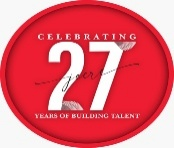 CELEBRATING
27
years
YEARS OF BUILDING TALENT